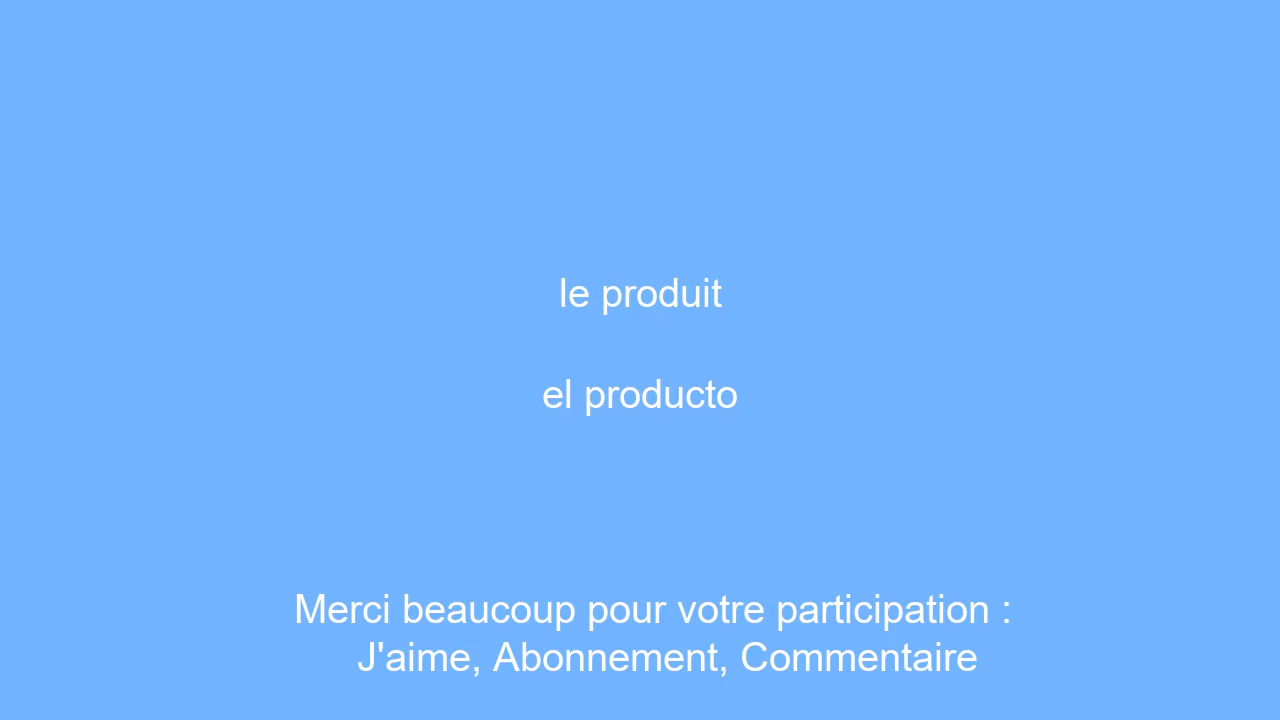 le produit
el producto
Merci beaucoup pour votre participation :
J'aime, Abonnement, Commentaire